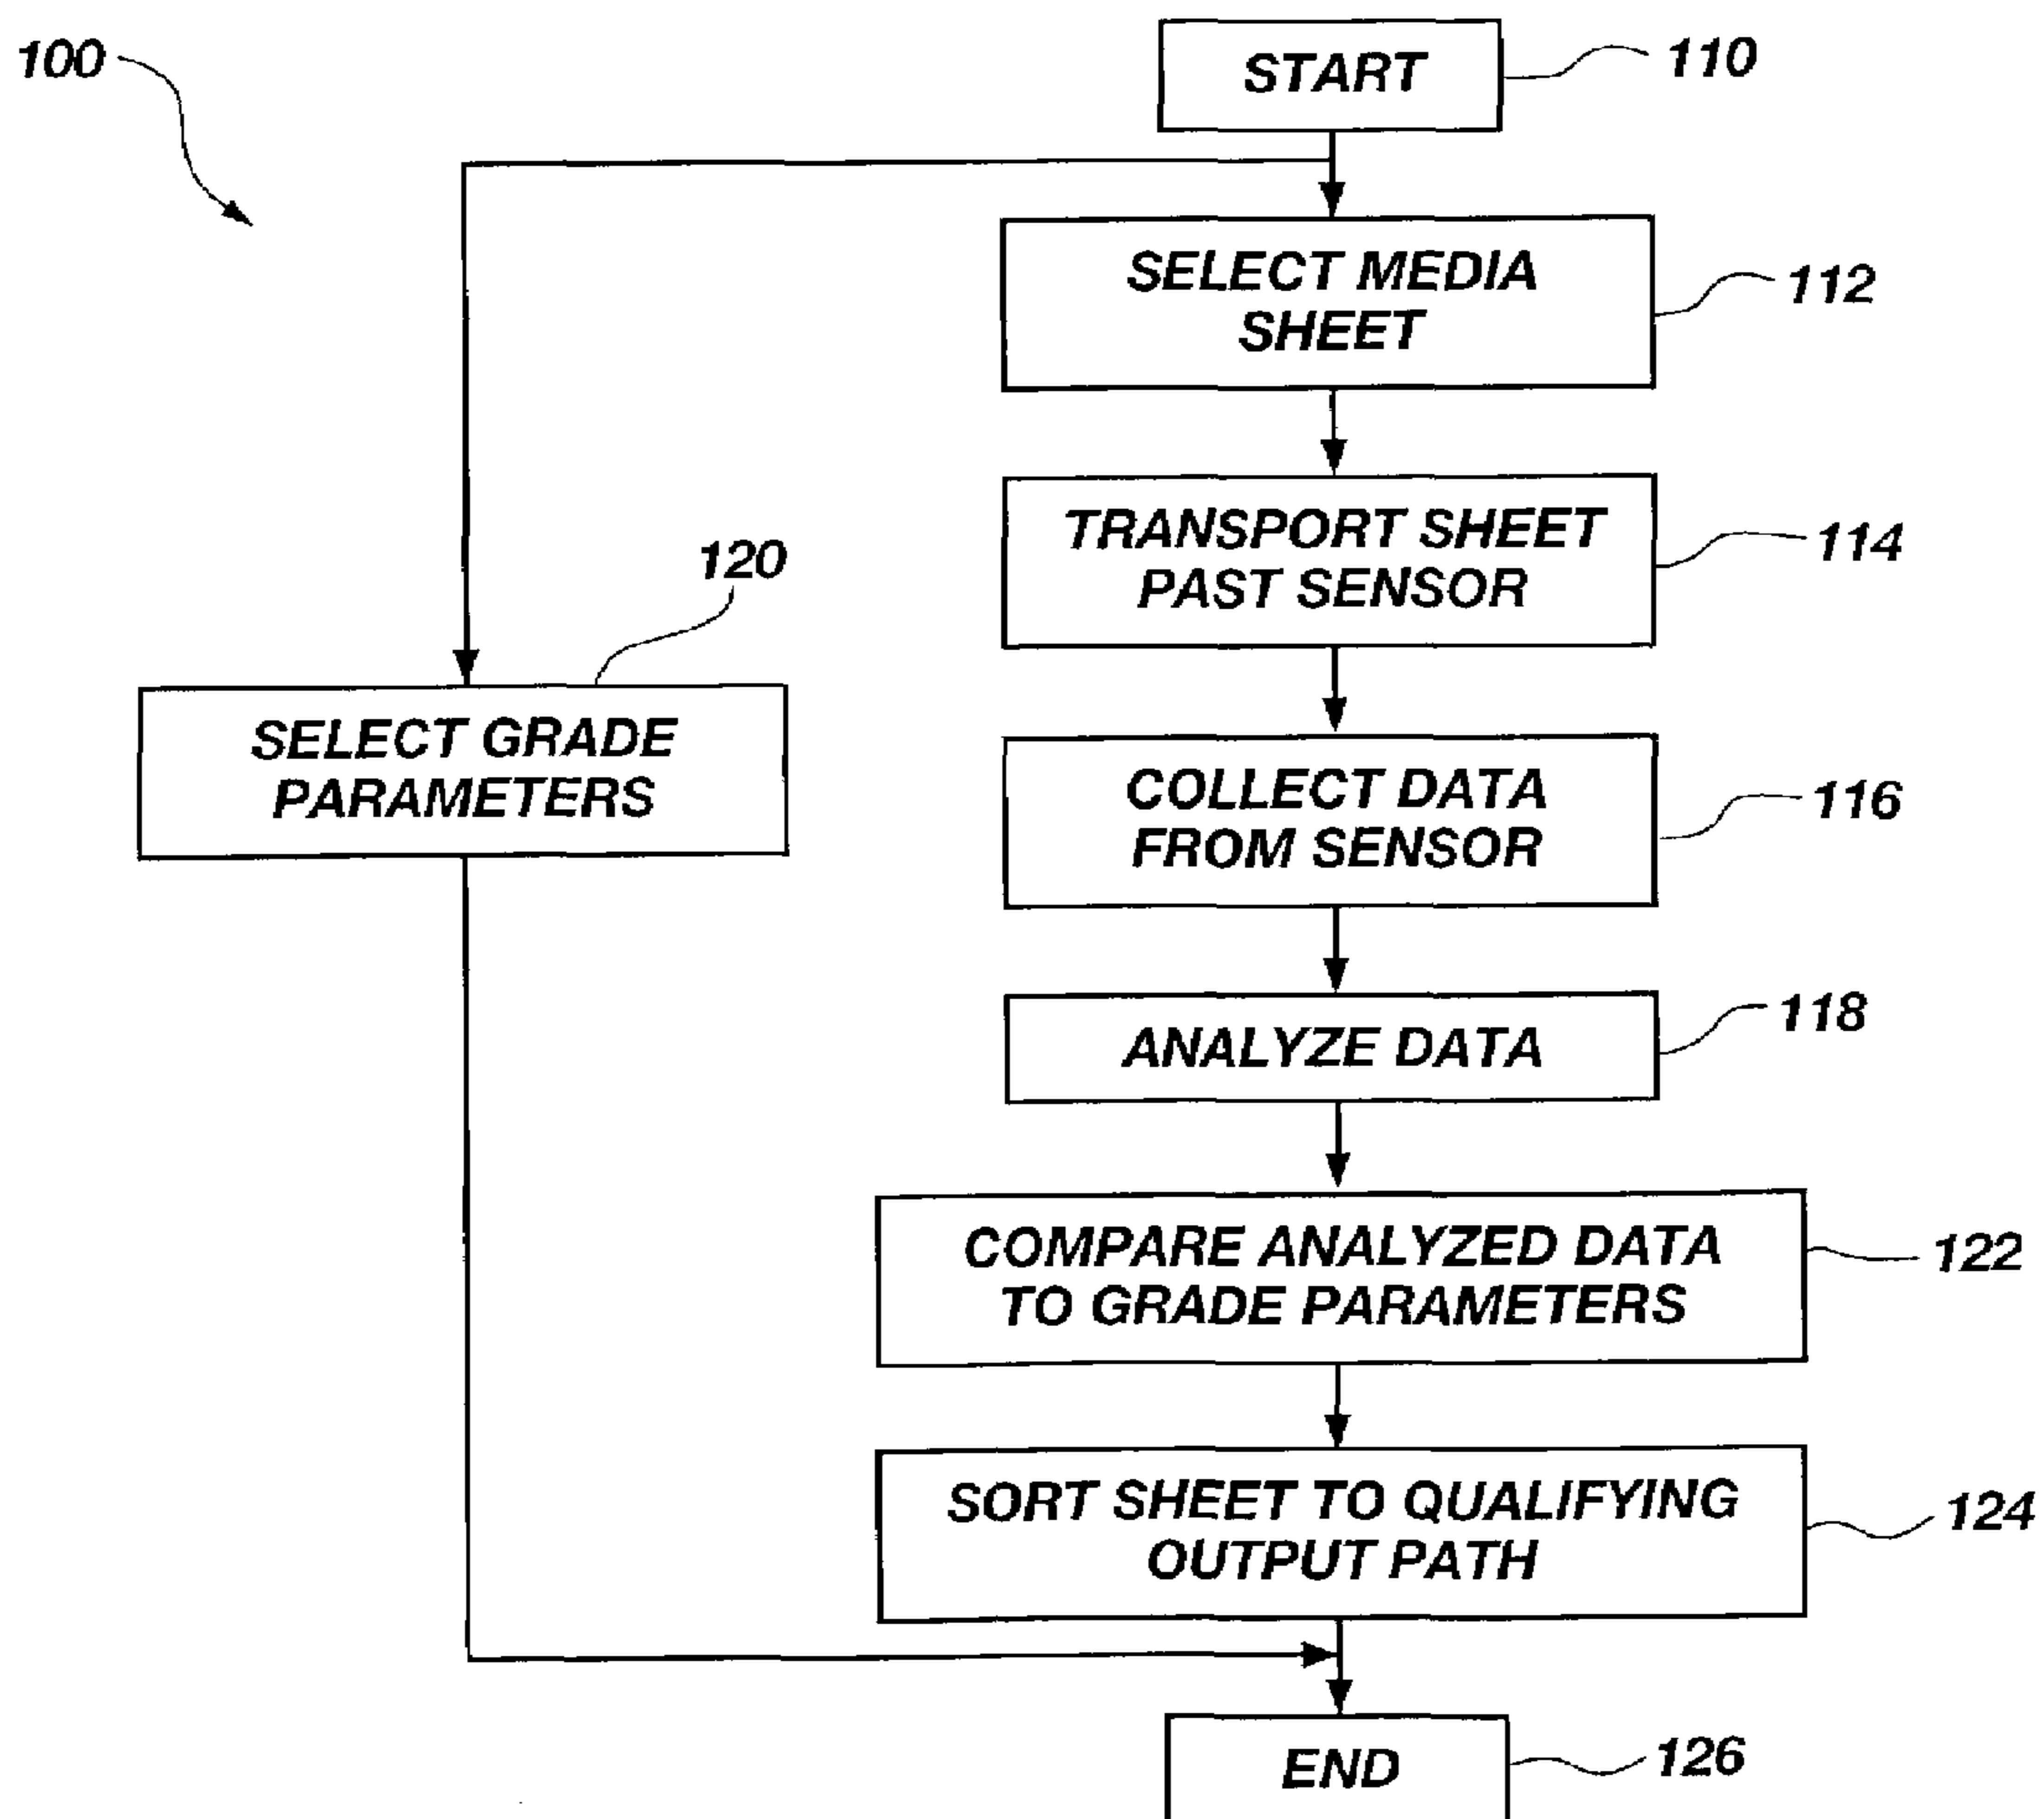 100
START
110
SELECT MEDIA
SHEET
112
TRANSPORT SHEET
PAST SENSOR
114
120
SELECT GRADE
PARAMETERS
COLLECT DATA
FROM SENSOR
116
ANALYZE DATA
118
COMPARE ANALYZED DATA
TO GRADE PARAMETERS
122
SORT SHEET TO QUALIFYING
OUTPUT PATH
124
END
126